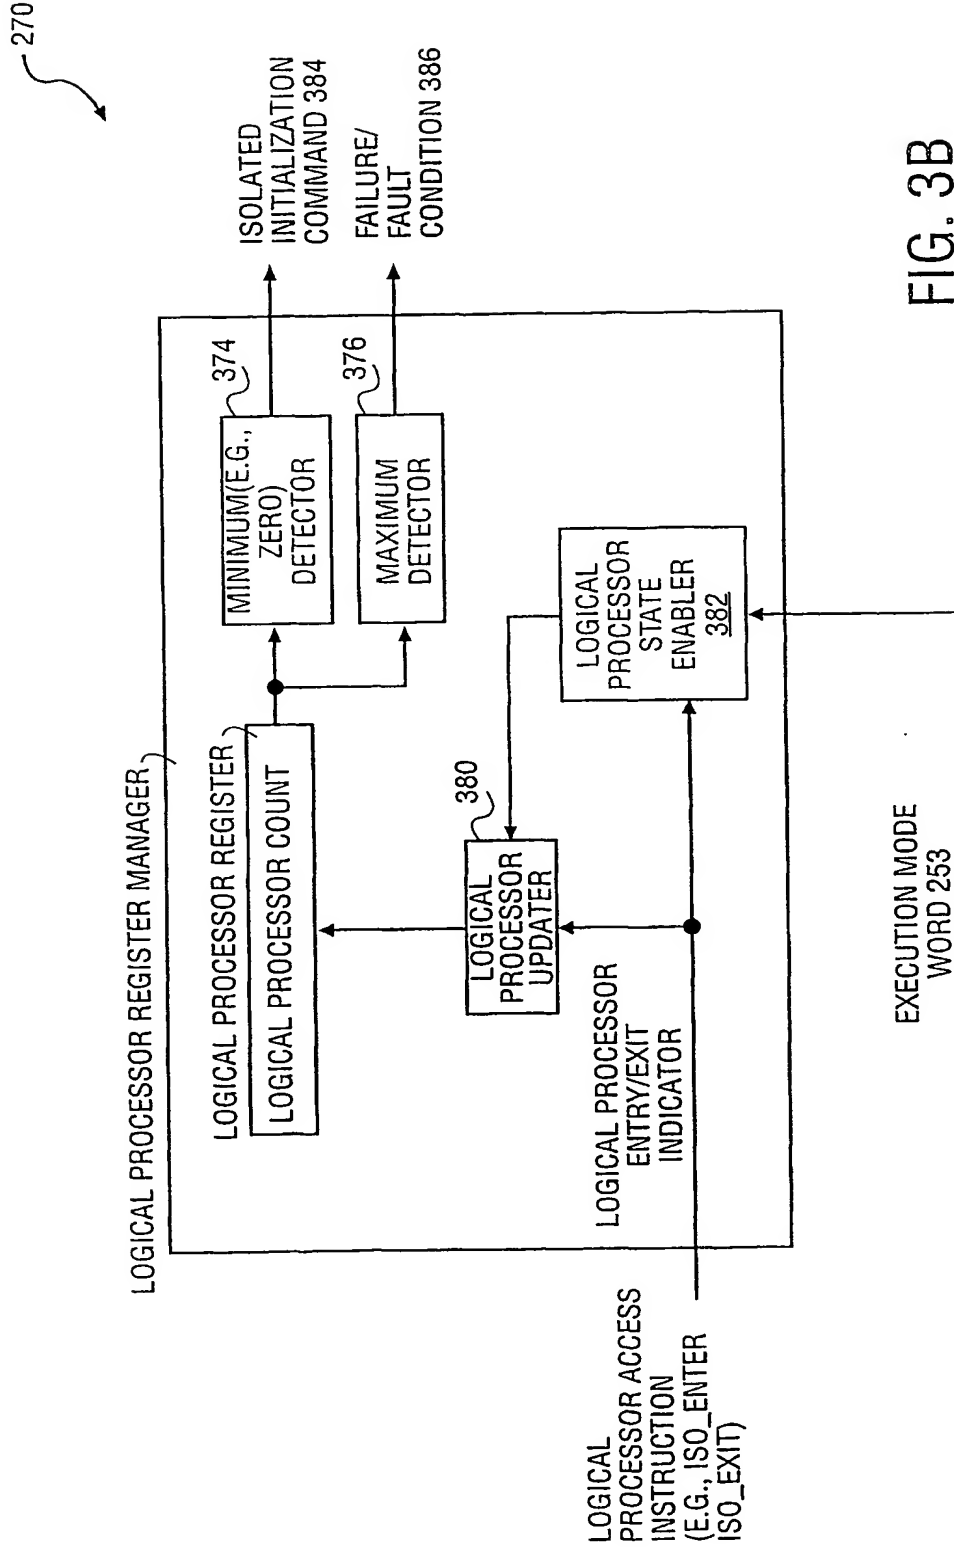 270
LOGICAL PROCESSOR REGISTER MANAGER
LOGICAL PROCESSOR REGISTER
LOGICAL PROCESSOR COUNT
374
MINIMUM(E.G.,
ZERO)
DETECTOR
ISOLATED
INITIALIZATION
COMMAND 384
376
MAXIMUM
DETECTOR
FAILURE/
FAULT
CONDITION 386
380
LOGICAL
PROCESSOR
UPDATER
LOGICAL
PROCESSOR
STATE
ENABLER
382
LOGICAL PROCESSOR
ENTRY/EXIT
INDICATOR
LOGICAL
PROCESSOR ACCESS
INSTRUCTION
(E.G., ISO_ENTER
ISO_EXIT)
EXECUTION MODE
WORD 253
FIG. 3B